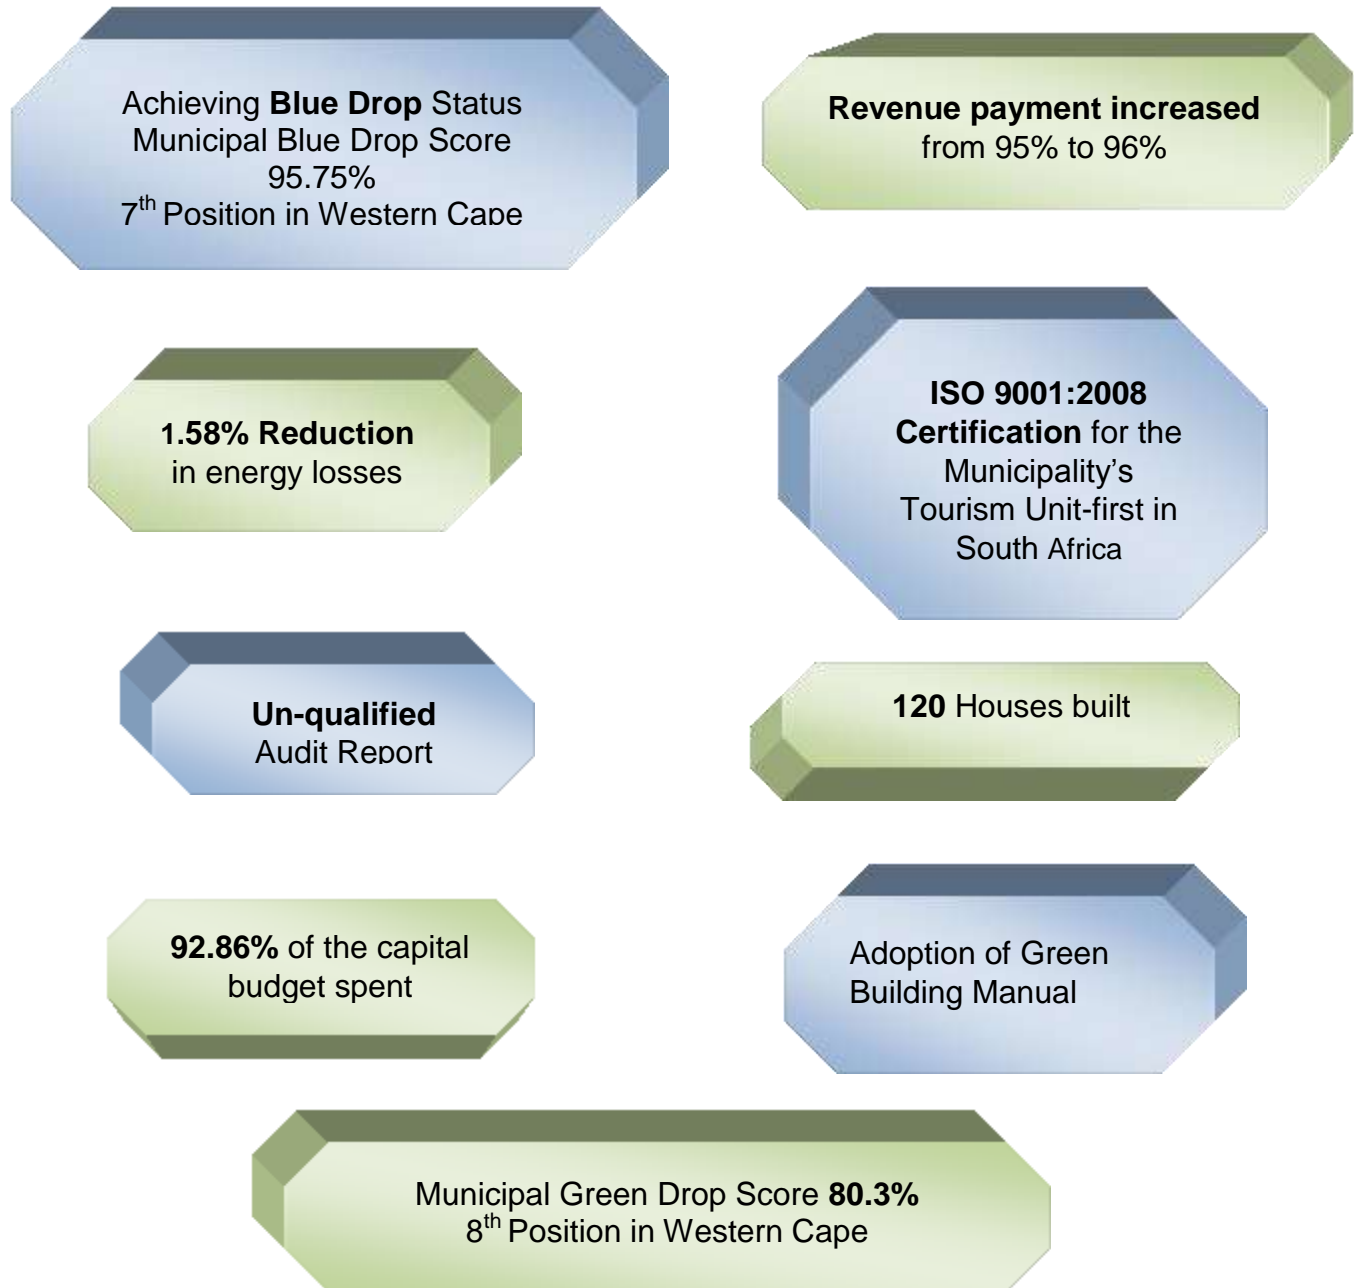 Achieving Blue Drop Status
Municipal Blue Drop Score
95.75%
7th Position in Western Cape
Revenue payment increased
from 95% to 96%
1.58% Reduction
in energy losses
ISO 9001:2008
Certification for the
Municipality’s
Tourism Unit-first in
South Africa
Un-qualified
Audit Report
120 Houses built
92.86% of the capital
budget spent
Adoption of Green
Building Manual
Municipal Green Drop Score 80.3%
8th Position in Western Cape